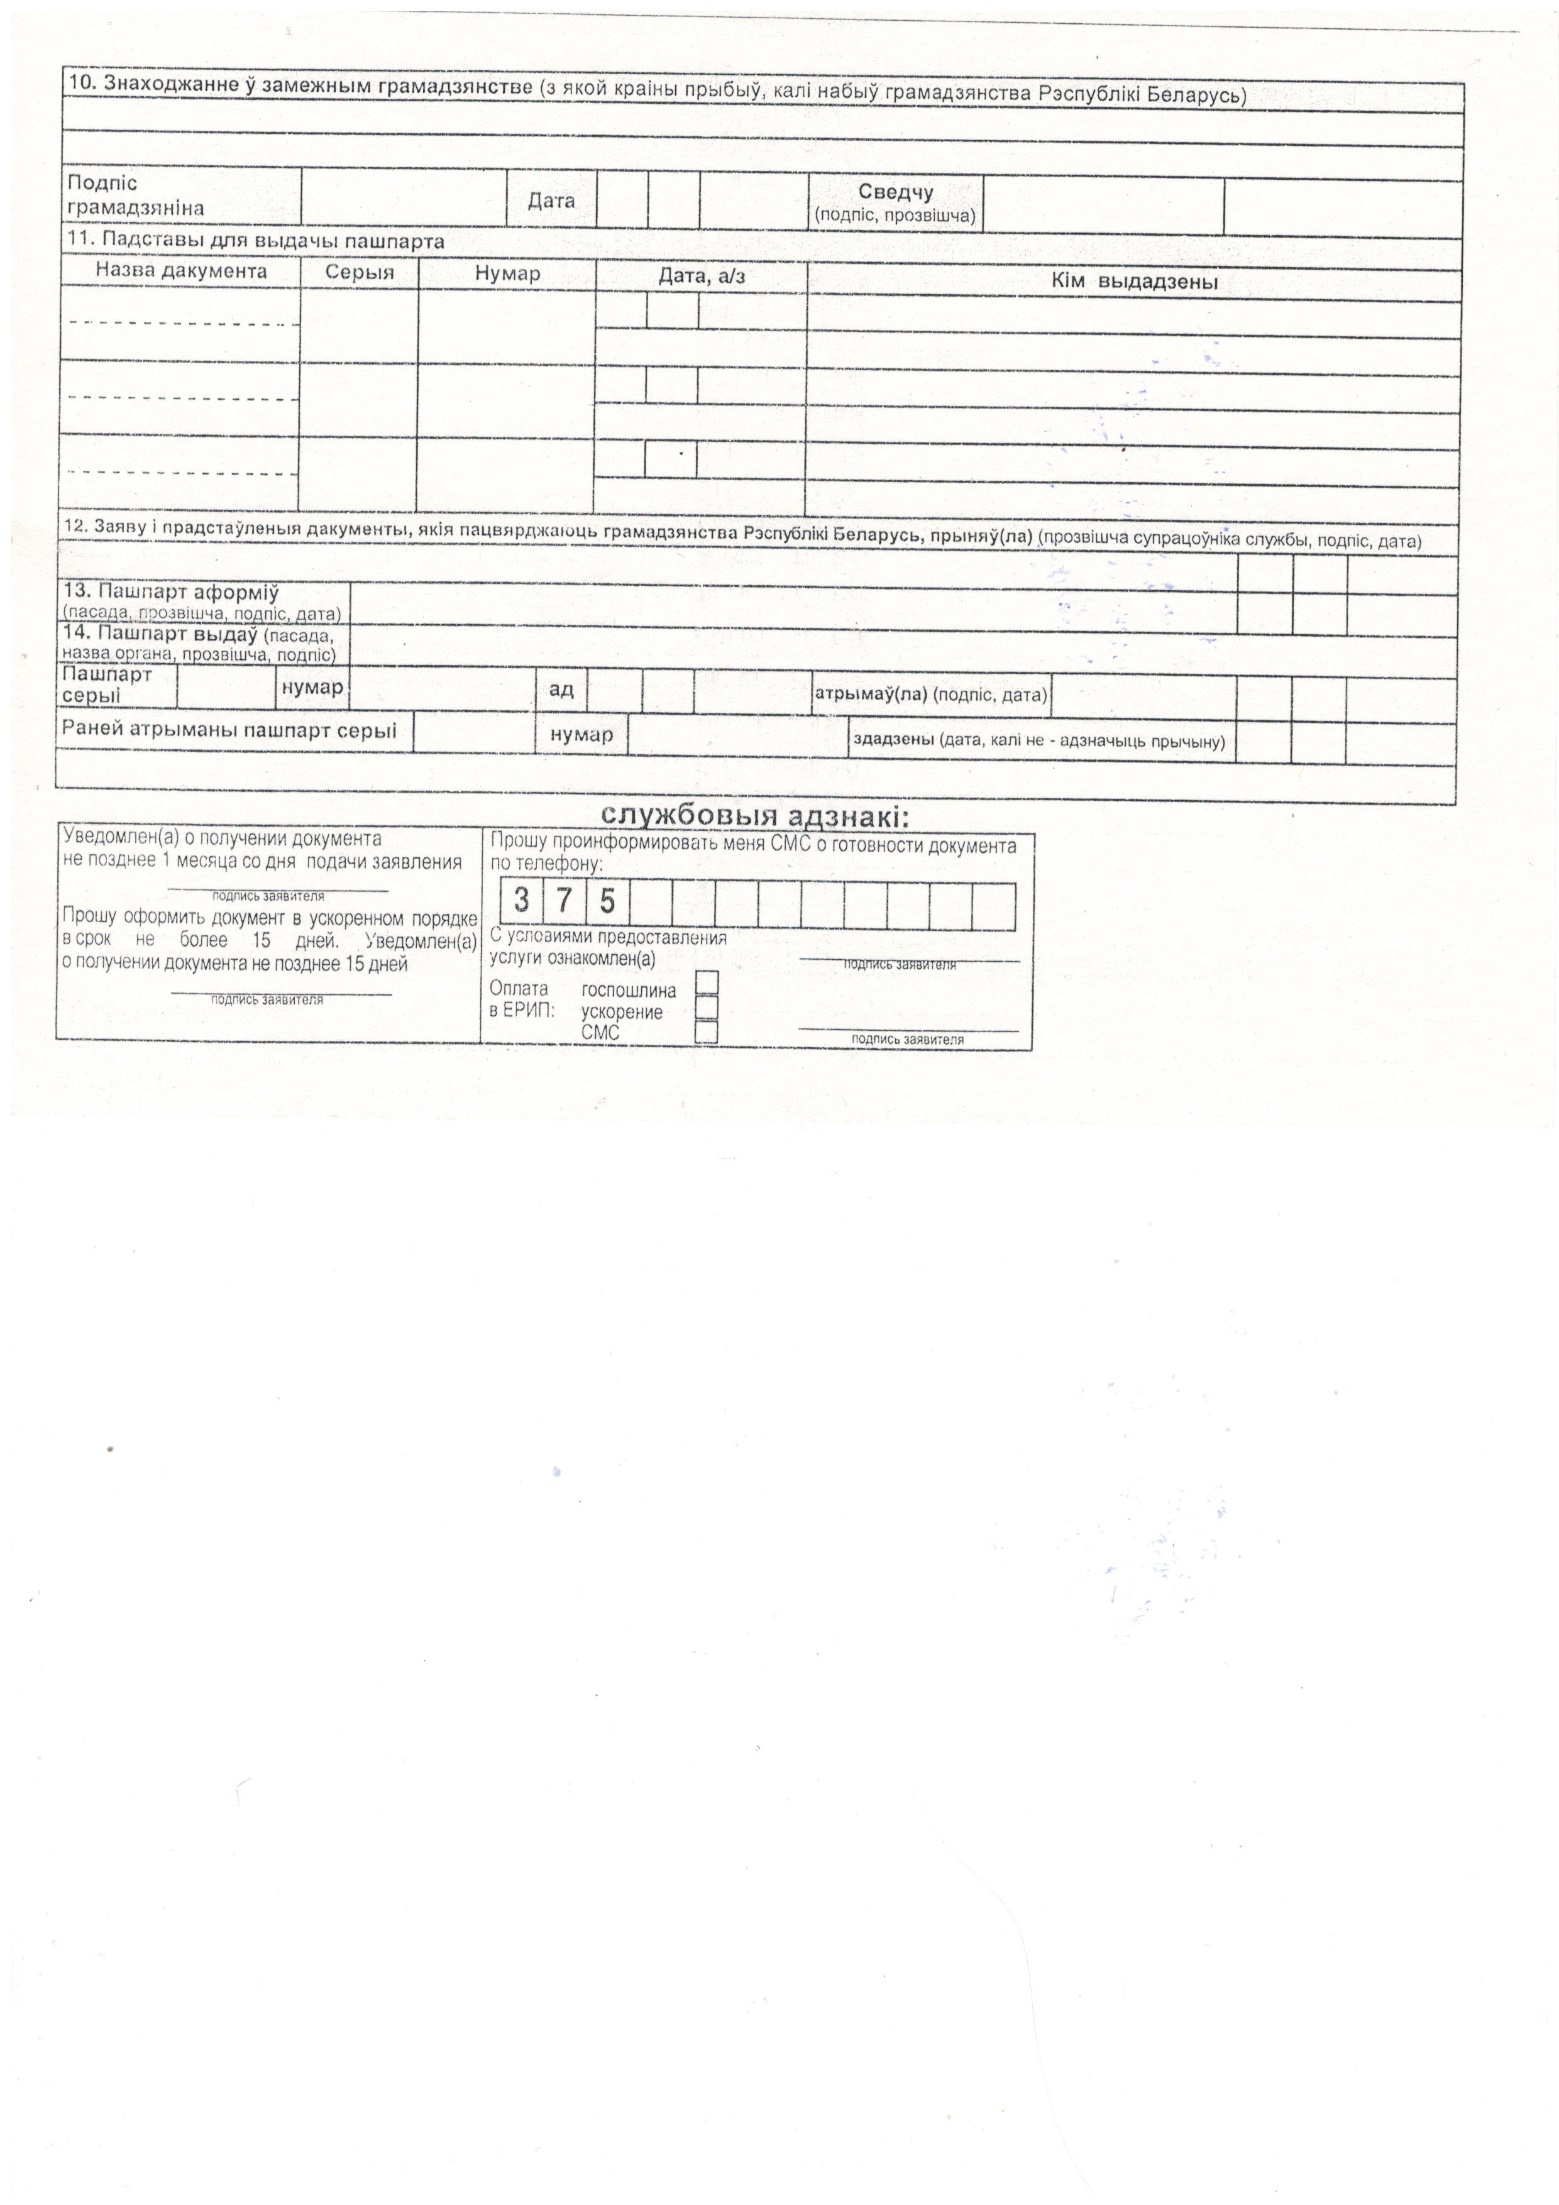 10. Знаходжанне ў замежным грамадзянстве (з якой краіны прыбыў, калі набыў грамадзянства Рэспублікі Беларусь)
Подпіс грамадзяніна Дата Сведчу (подпіс, прозвішча)
11. Падставы для выдачы пашпарта
Назва дакумента Серыя Нумар Дата, а/з Кім выдадзены
12. Заяву і прадстаўленыя дакументы, якія пацвярджаюць грамадзянства Рэспублікі Беларусь, прыняў(ла) (прозвішча супрацоўніка службы, подпіс, дата)
13. Пашпарт аформіў
(пасада, прозвішча, подпіс, дата)
14. Пашпарт выдаў (пасада,
назва органа, прозвішча, подпіс)
Пашпарт серыі нумар ад атрымаў(ла) (подпіс, дата)
Раней атрыманы пашпарт серыі нумар здадзены (дата, калі не - адзначыць прычыну)
службовыя адзнакі:
Уведомлен(а) о получении документа
не позднее 1 месяца со дня подачи заявления
подпись заявителя
Прошу оформить документ в ускоренном порядке
в срок не более 15 дней. Уведомлен(а)
о получении документа не позднее 15 дней
подпись заявителя
Прошу проинформировать меня СМС о готовности документа
по телефону:
3 7 5
С условиями предоставления
услуги ознакомлен(а)
подпись заявителя
Оплата госпошлина
в ЕРИП: ускорение
СМС
подпись заявителя